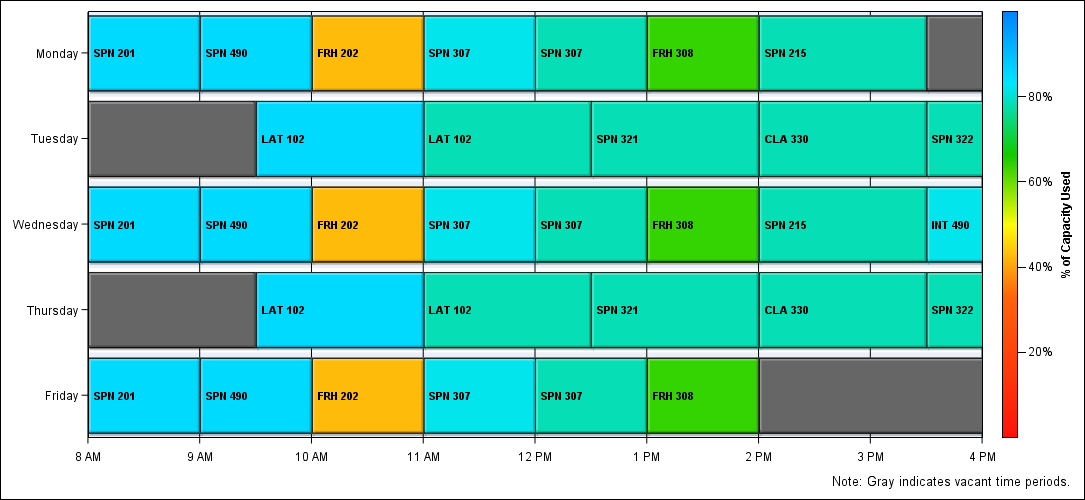 Monday
SPN 201
SPN 490
FRH 202
SPN 307
SPN 307
FRH 308
SPN 215
Tuesday
LAT 102
LAT 102
SPN 321
CLA 330
SPN 322
Wednesday
SPN 201
SPN 490
FRH 202
SPN 307
SPN 307
FRH 308
SPN 215
INT 490
Thursday
LAT 102
LAT 102
SPN 321
CLA 330
SPN 322
Friday
SPN 201
SPN 490
FRH 202
SPN 307
SPN 307
FRH 308
8 AM
9 AM
10 AM
11 AM
12 PM
1 PM
2 PM
3 PM
4 PM
80%
60%
40%
20%
% of Capacity Used
Note: Gray indicates vacant time periods.